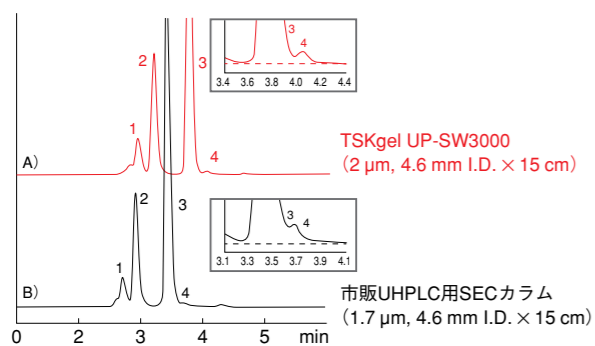 3
4
3.4 3.6 3.8 4.0 4.2 4.4
2
3
1
4
A)
TSKgel UP-SW3000
(2 µm, 4.6 mm I.D. × 15 cm)
3
4
3.1 3.3 3.5 3.7 3.9 4.1
2
3
1
4
B)
市販UHPLC用SECカラム
(1.7 µm, 4.6 mm I.D. × 15 cm)
0 2 3 4 5 min